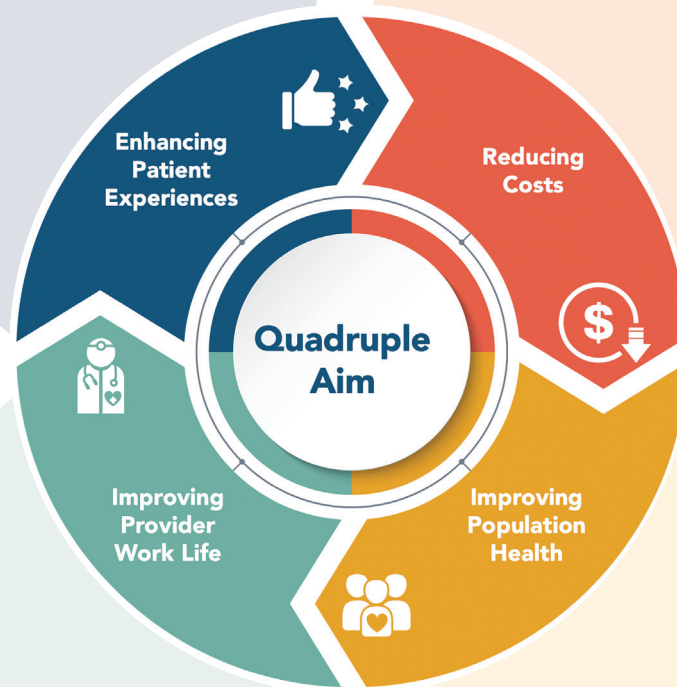 Enhancing
Patient
Experiences
Reducing
Costs
$
Quadruple
Aim
Improving
Provider
Work Life
Improving
Population
Health